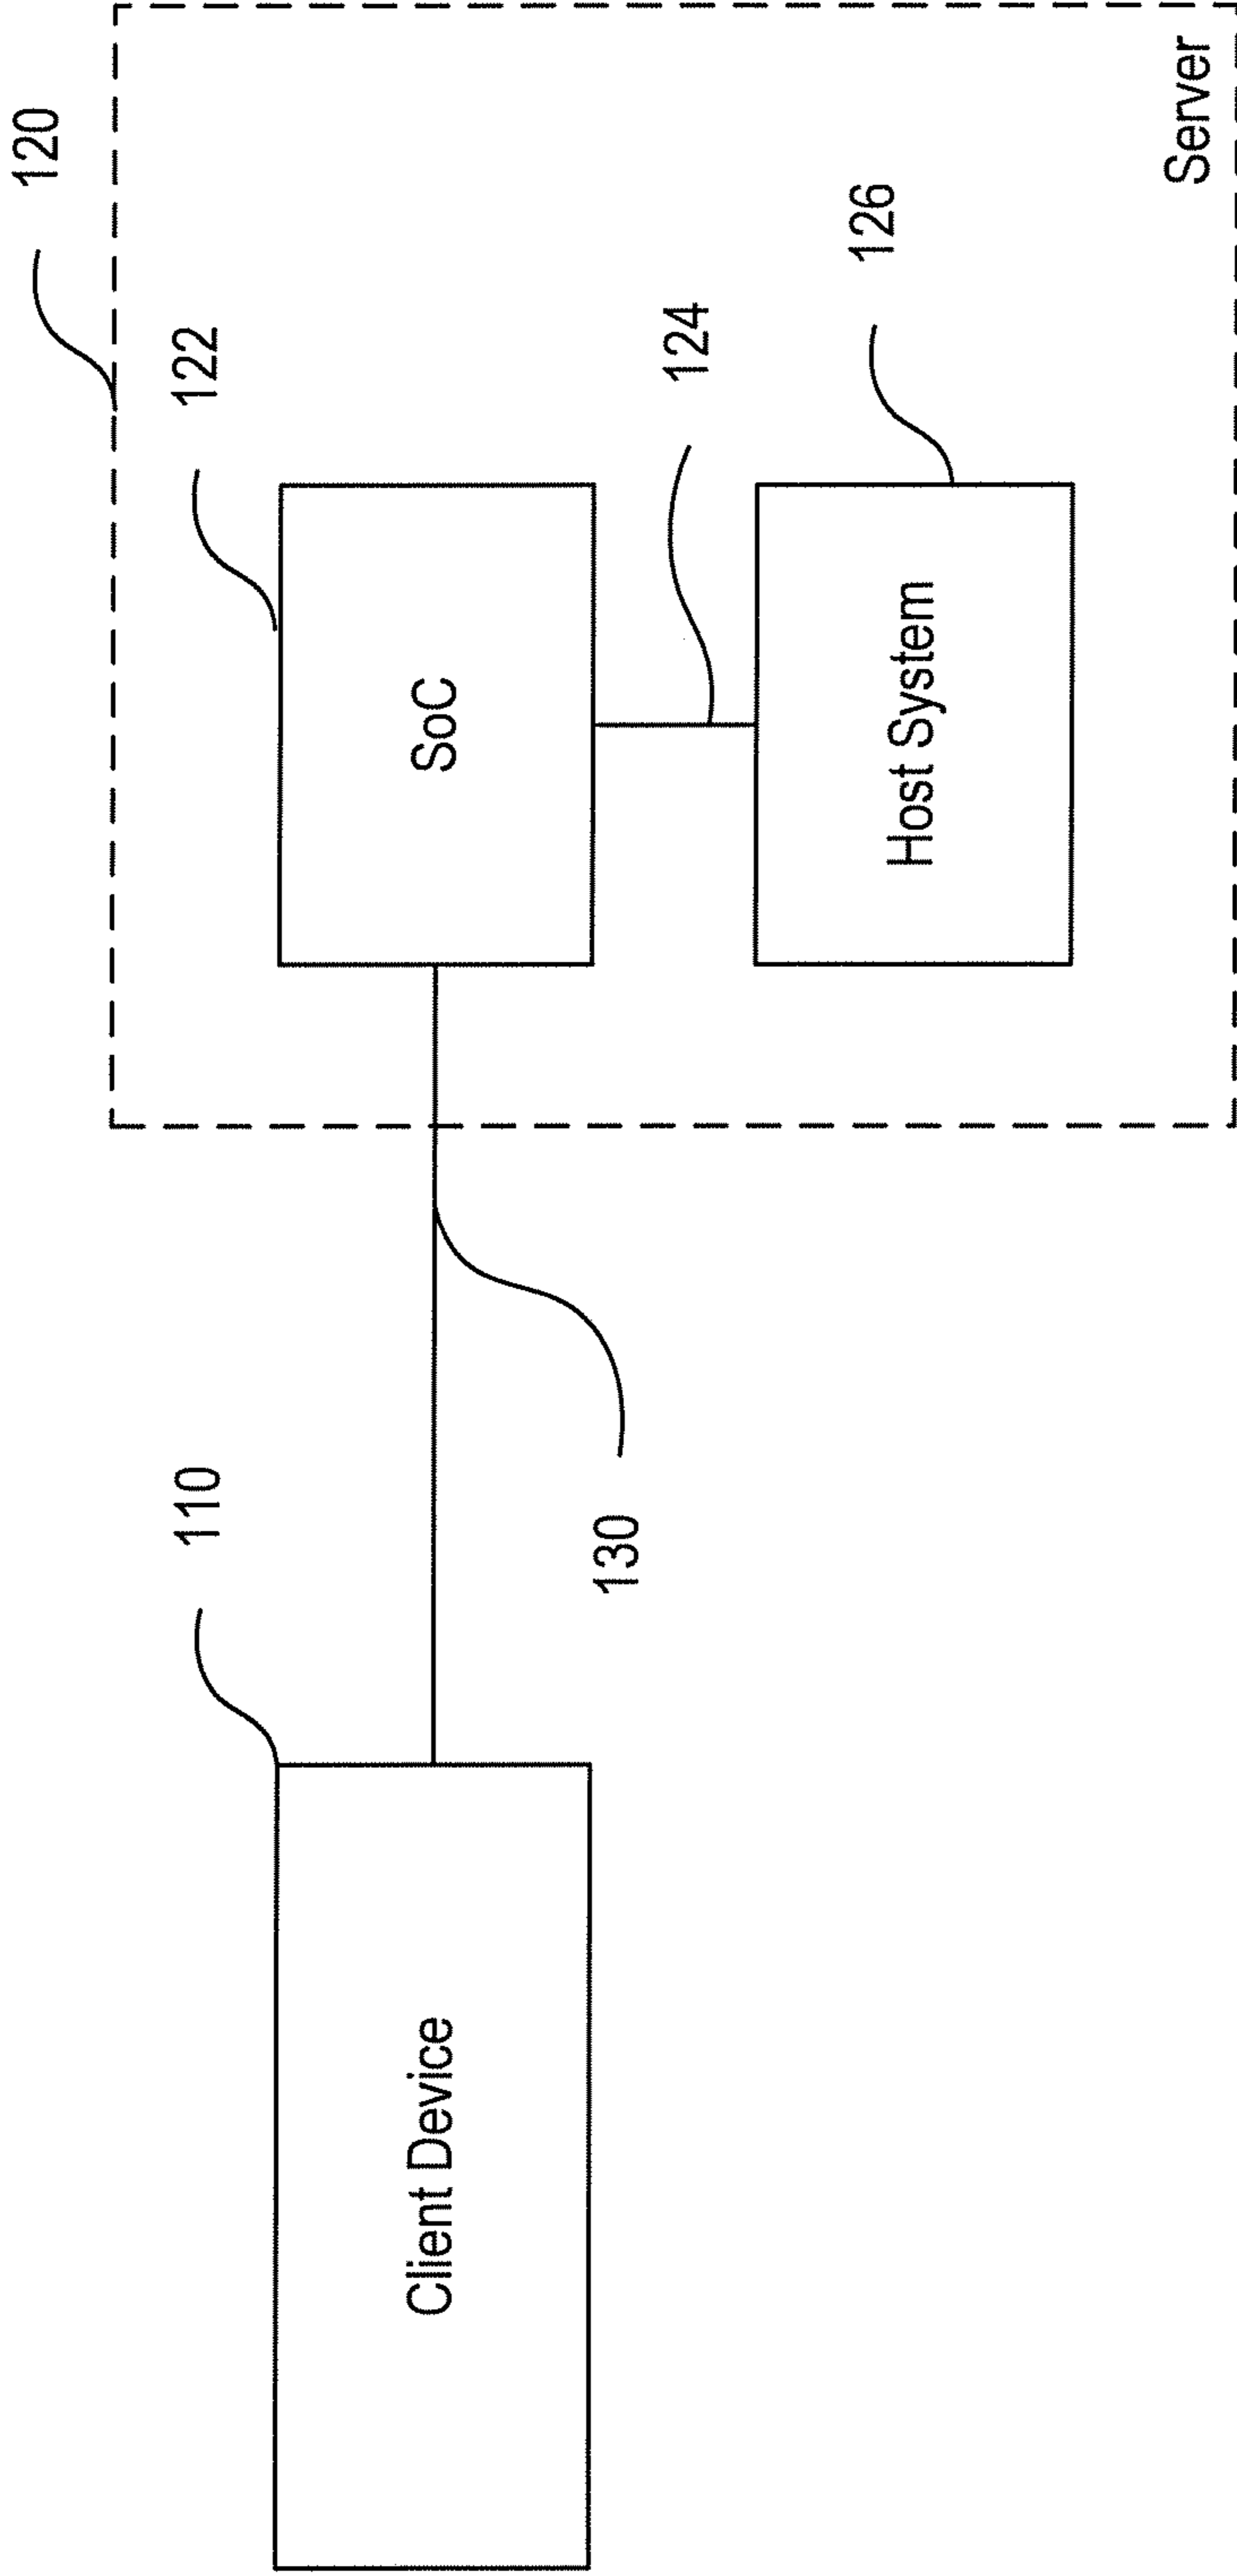 120
Server
122
SoC
124
126
Host System
110
130
Client Device